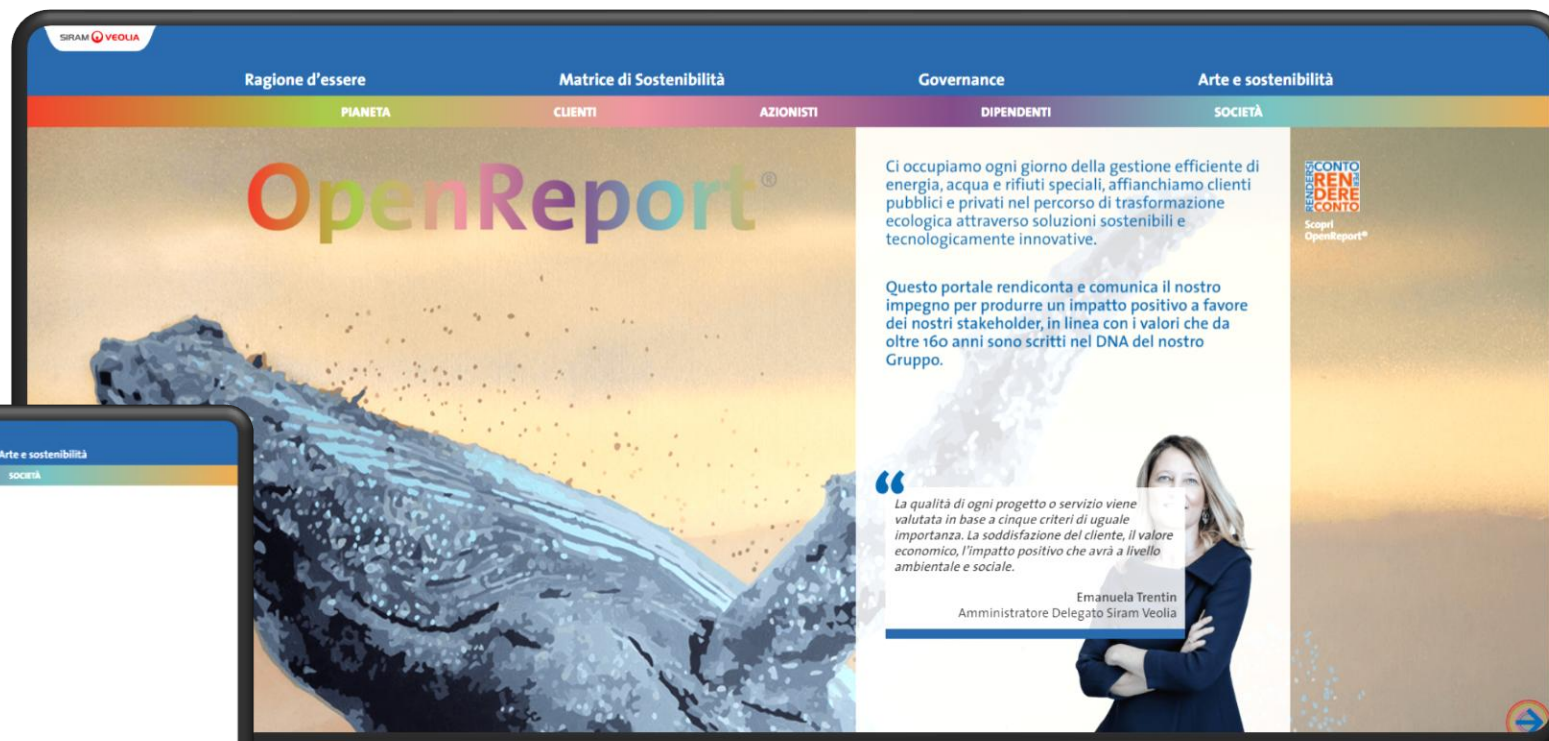 SIRAM VEOLIA
Ragione d'essere
Matrice di Sostenibilità
Governance
Arte e sostenibilità
PIANETA
CLIENTI
AZIONISTI
DIPENDENTI
SOCIETÀ
OpenReport®
Ci occupiamo ogni giorno della gestione efficiente di
energia, acqua e rifiuti speciali, affianchiamo clienti
pubblici e privati nel percorso di trasformazione
ecologica attraverso soluzioni sostenibili e
tecnologicamente innovative.
Questo portale rendiconta e comunica il nostro
impegno per produrre un impatto positivo a favore
dei nostri stakeholder, in linea con i valori che da
oltre 160 anni sono scritti nel DNA del nostro
Gruppo.
“
La qualità di ogni progetto o servizio viene
valutata in base a cinque criteri di uguale
importanza. La soddisfazione del cliente, il valore
economico, l'impatto positivo che avrà a livello
ambientale e sociale.
Emanuela Trentin
Amministratore Delegato Siram Veolia
RENDERSI
CONTO
PER
REN
DERE
CONTO
Scopri
OpenReport®
Arte e sostenibilità
SOCIETÀ